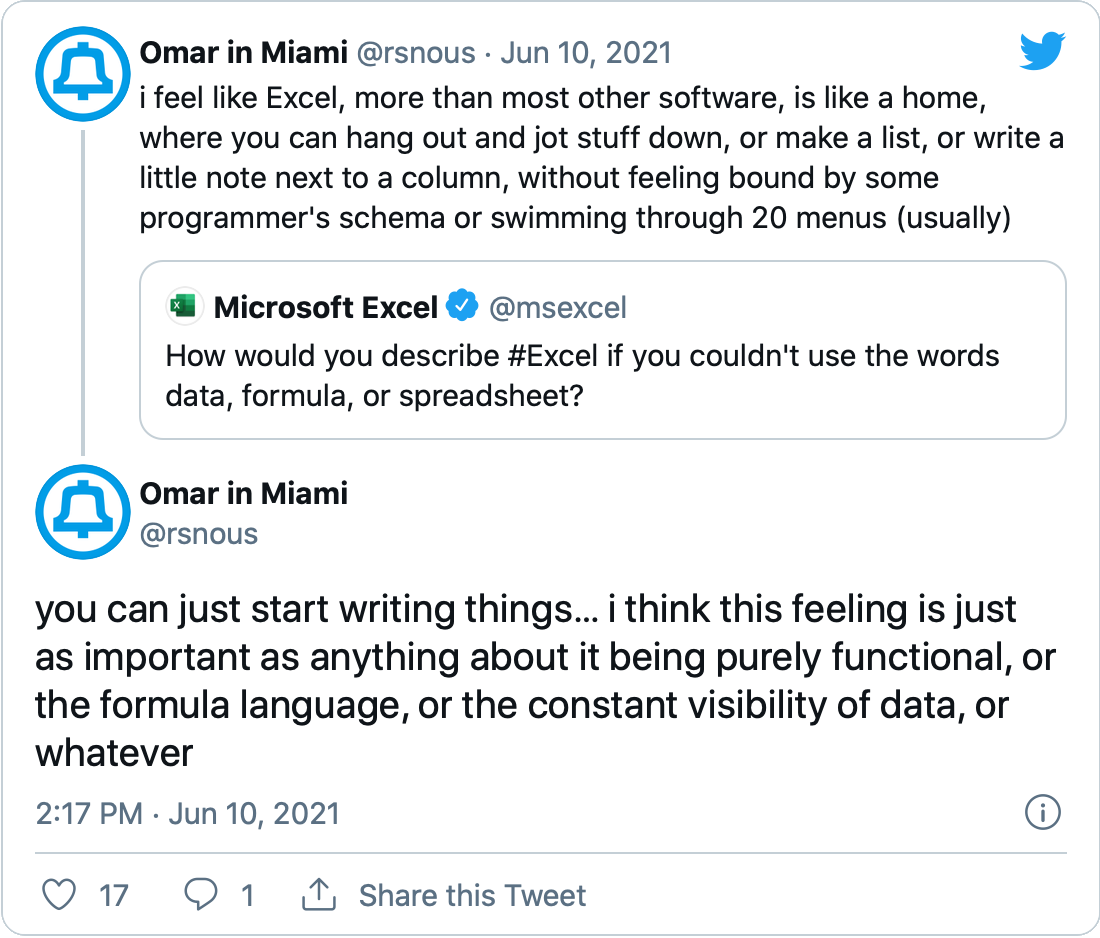 Omar in Miami @rsnous · Jun 10, 2021
i feel like Excel, more than most other software, is like a home,
where you can hang out and jot stuff down, or make a list, or write a
little note next to a column, without feeling bound by some
programmer's schema or swimming through 20 menus (usually)
Microsoft Excel @msexcel
How would you describe #Excel if you couldn't use the words
data, formula, or spreadsheet?
Omar in Miami
@rsnous
you can just start writing things... i think this feeling is just
as important as anything about it being purely functional, or
the formula language, or the constant visibility of data, or
whatever
2:17 PM · Jun 10, 2021
17 1 Share this Tweet